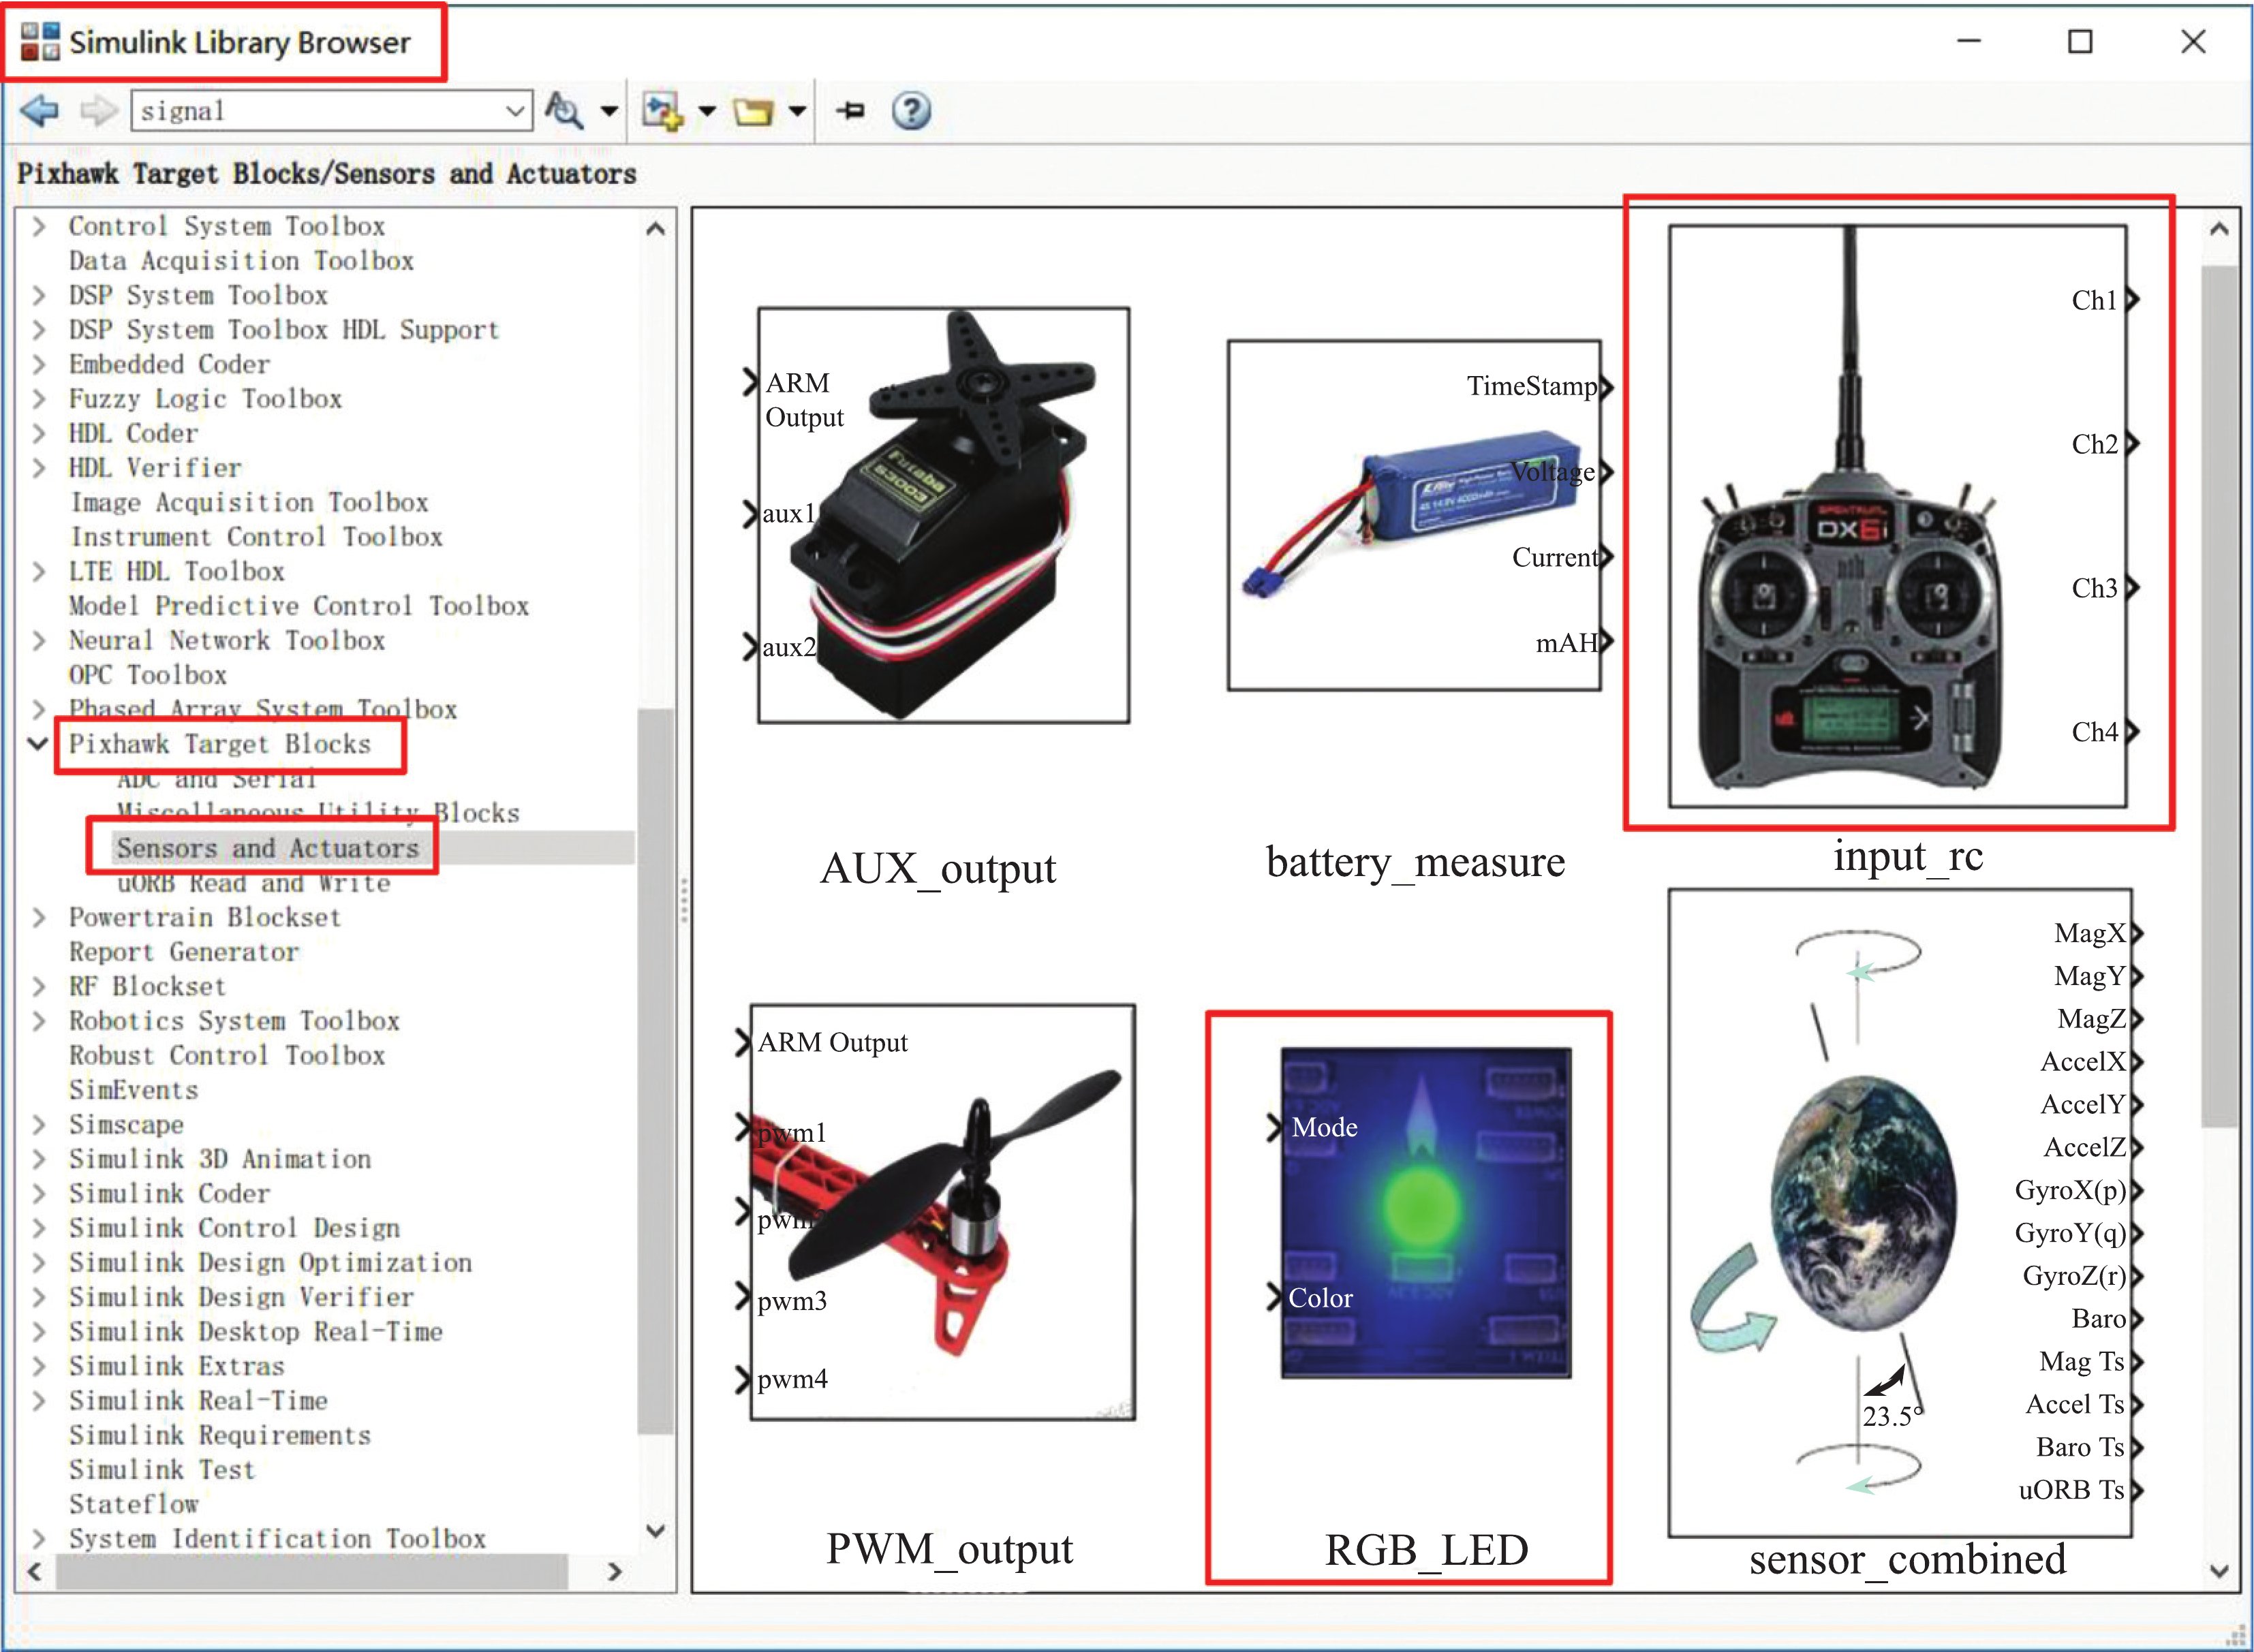 Simulink Library Browser
signal
Pixhawk Target Blocks/Sensors and Actuators
Control System Toolbox
Data Acquisition Toolbox
DSP System Toolbox
DSP System Toolbox HDL Support
Embedded Coder
Fuzzy Logic Toolbox
HDL Coder
HDL Verifier
Image Acquisition Toolbox
Instrument Control Toolbox
LTE HDL Toolbox
Model Predictive Control Toolbox
Neural Network Toolbox
OPC Toolbox
Phased Array System Toolbox
Pixhawk Target Blocks
ADC and Serial
Miscellaneous Utility Blocks
Sensors and Actuators
uORB Read and Write
Powertrain Blockset
Report Generator
RF Blockset
Robotics System Toolbox
Robust Control Toolbox
SimEvents
Simscape
Simulink 3D Animation
Simulink Coder
Simulink Control Design
Simulink Design Optimization
Simulink Design Verifier
Simulink Desktop Real-Time
Simulink Extras
Simulink Real-Time
Simulink Requirements
Simulink Test
Stateflow
System Identification Toolbox
ARM
Output
aux1
aux2
Futaba
S3003
AUX_output
TimeStamp
Voltage
Current
mAH
battery_measure
Ch1
Ch2
Ch3
Ch4
SPEKTRUM
DX6i
input_rc
ARM Output
pwm1
pwm2
pwm3
pwm4
PWM_output
Mode
Color
RGB_LED
MagX
MagY
MagZ
AccelX
AccelY
AccelZ
GyroX(p)
GyroY(q)
GyroZ(r)
Baro
Mag Ts
Accel Ts
Baro Ts
uORB Ts
23.5°
sensor_combined